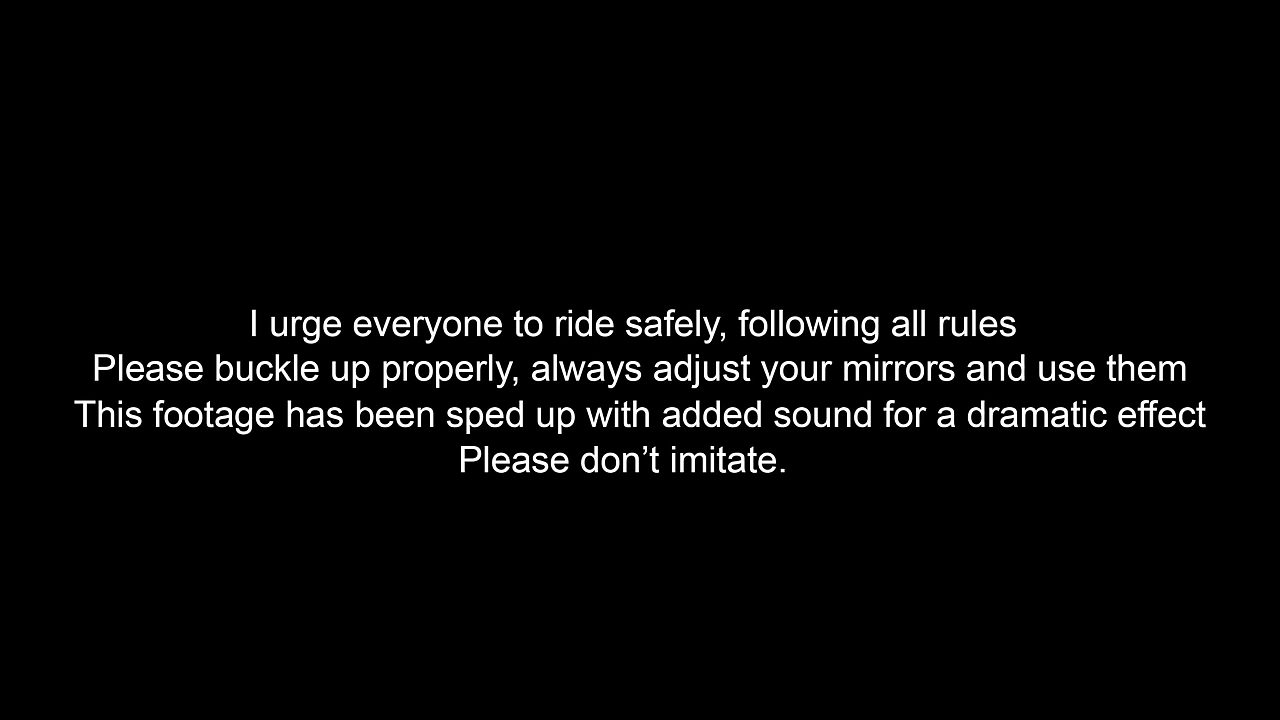 I urge everyone to ride safely, following all rules
Please buckle up properly, always adjust your mirrors and use them
This footage has been sped up with added sound for a dramatic effect
Please don’t imitate.